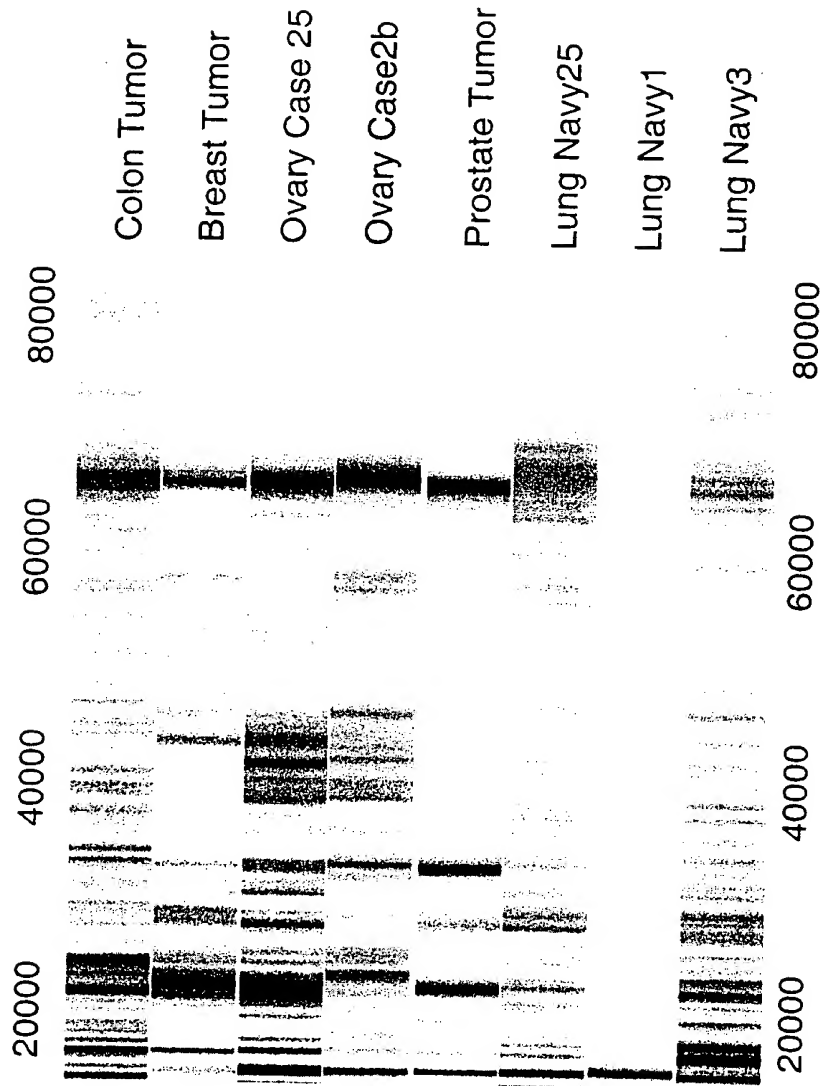 Colon Tumor
Breast Tumor
Ovary Case 25
Ovary Case2b
Prostate Tumor
Lung Navy25
Lung Navy1
Lung Navy3
20000
40000
60000
80000
20000
40000
60000
80000